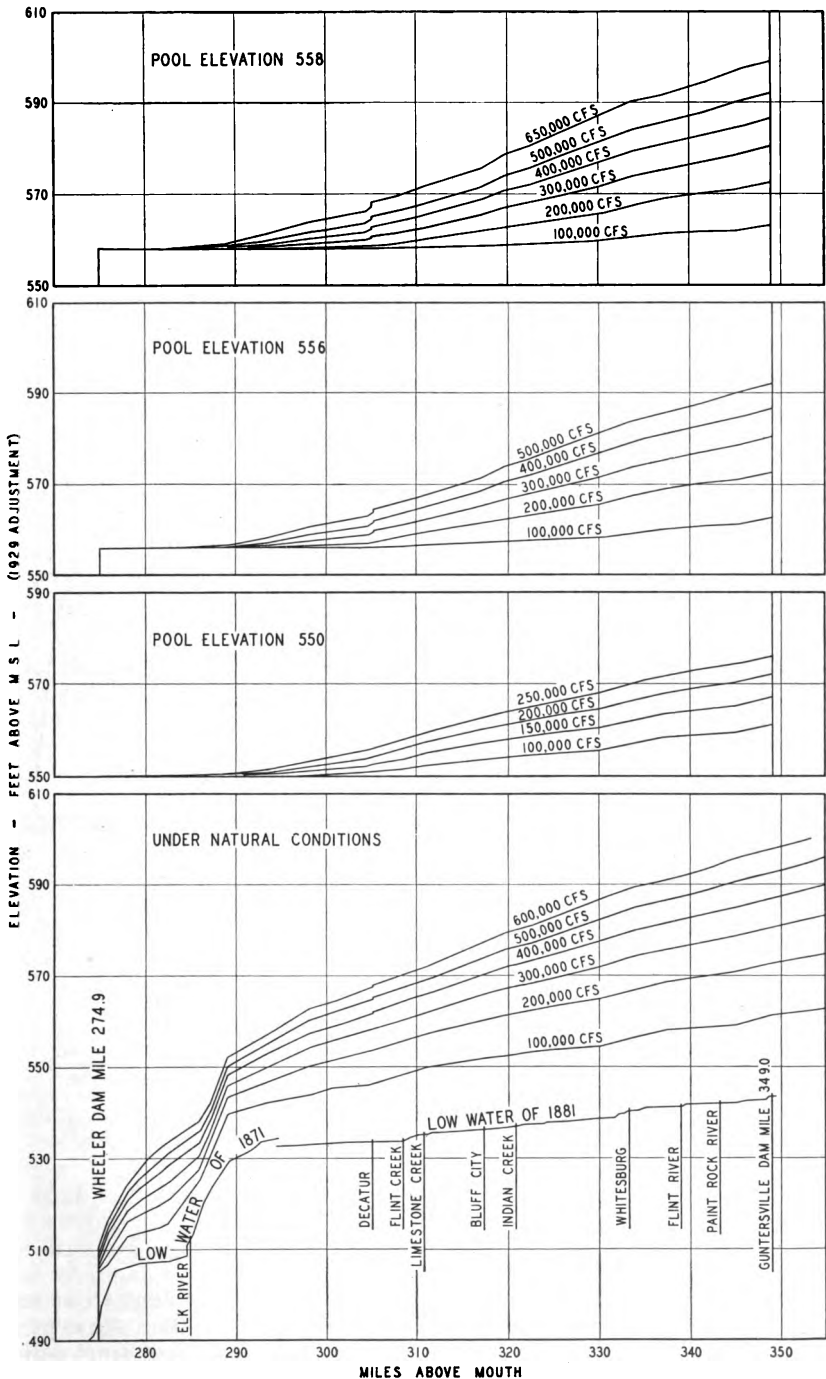 610
590
570
550
POOL ELEVATION 558
650,000 CFS
500,000 CFS
400,000 CFS
300,000 CFS
200,000 CFS
100,000 CFS
610
590
570
550
POOL ELEVATION 556
500,000 CFS
400,000 CFS
300,000 CFS
200,000 CFS
100,000 CFS
590
570
550
POOL ELEVATION 550
250,000 CFS
200,000 CFS
150,000 CFS
100,000 CFS
610
590
570
550
530
510
490
UNDER NATURAL CONDITIONS
600,000 CFS
500,000 CFS
400,000 CFS
300,000 CFS
200,000 CFS
100,000 CFS
LOW WATER OF 1871
LOW WATER OF 1881
WHEELER DAM MILE 274.9
ELK RIVER
DECATUR
FLINT CREEK
LIMESTONE CREEK
BLUFF CITY
INDIAN CREEK
WHITESBURG
FLINT RIVER
PAINT ROCK RIVER
GUNTERSVILLE DAM MILE 349.0
280 290 300 310 320 330 340 350
MILES ABOVE MOUTH
ELEVATION - FEET ABOVE M S L - (1929 ADJUSTMENT)